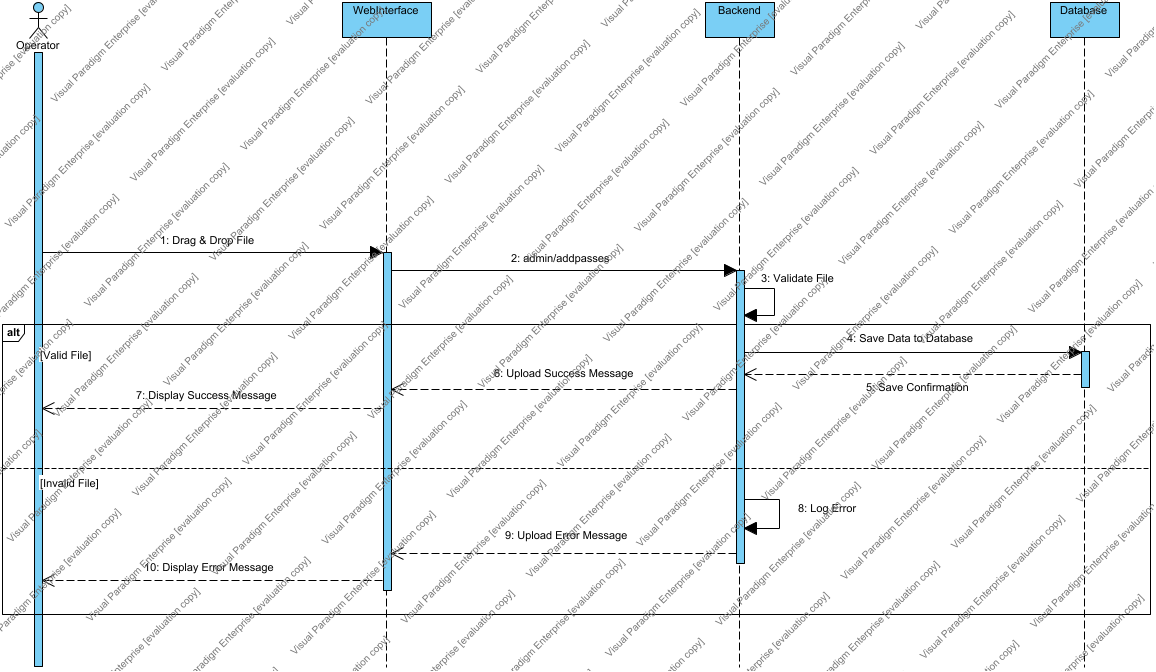 Operator
WebInterface
Backend
Database
1: Drag & Drop File
2: admin/addpasses
3: Validate File
alt
[Valid File]
4: Save Data to Database
5: Save Confirmation
6: Upload Success Message
7: Display Success Message
[Invalid File]
8: Log Error
9: Upload Error Message
10: Display Error Message
Visual Paradigm Enterprise [evaluation copy]